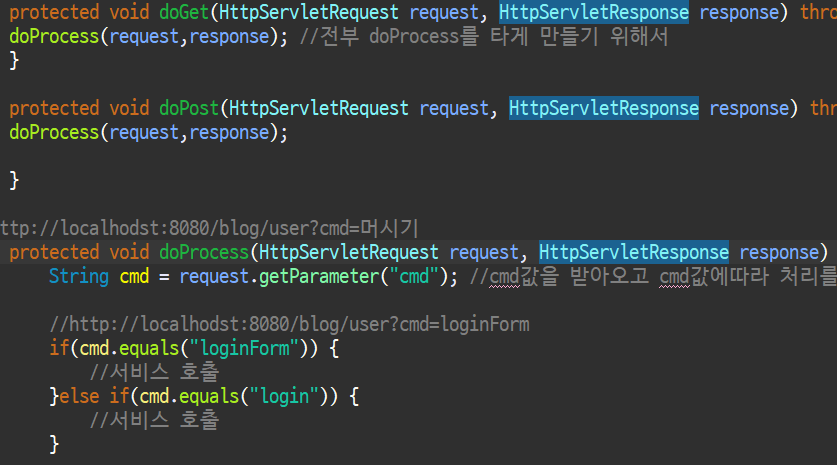 protected void doGet(HttpServletRequest request, HttpServletResponse response) thro
doProcess(request,response); //전부 doProcess를 타게 만들기 위해서
}
protected void doPost(HttpServletRequest request, HttpServletResponse response) thr
doProcess(request,response);
}
ttp://localhodst:8080/blog/user?cmd=머시기
protected void doProcess(HttpServletRequest request, HttpServletResponse response)
String cmd = request.getParameter("cmd"); //cmd값을 받아오고 cmd값에따라 처리를
//http://localhodst:8080/blog/user?cmd=loginForm
if(cmd.equals("loginForm")) {
//서비스 호출
}else if(cmd.equals("login")) {
//서비스 호출
}